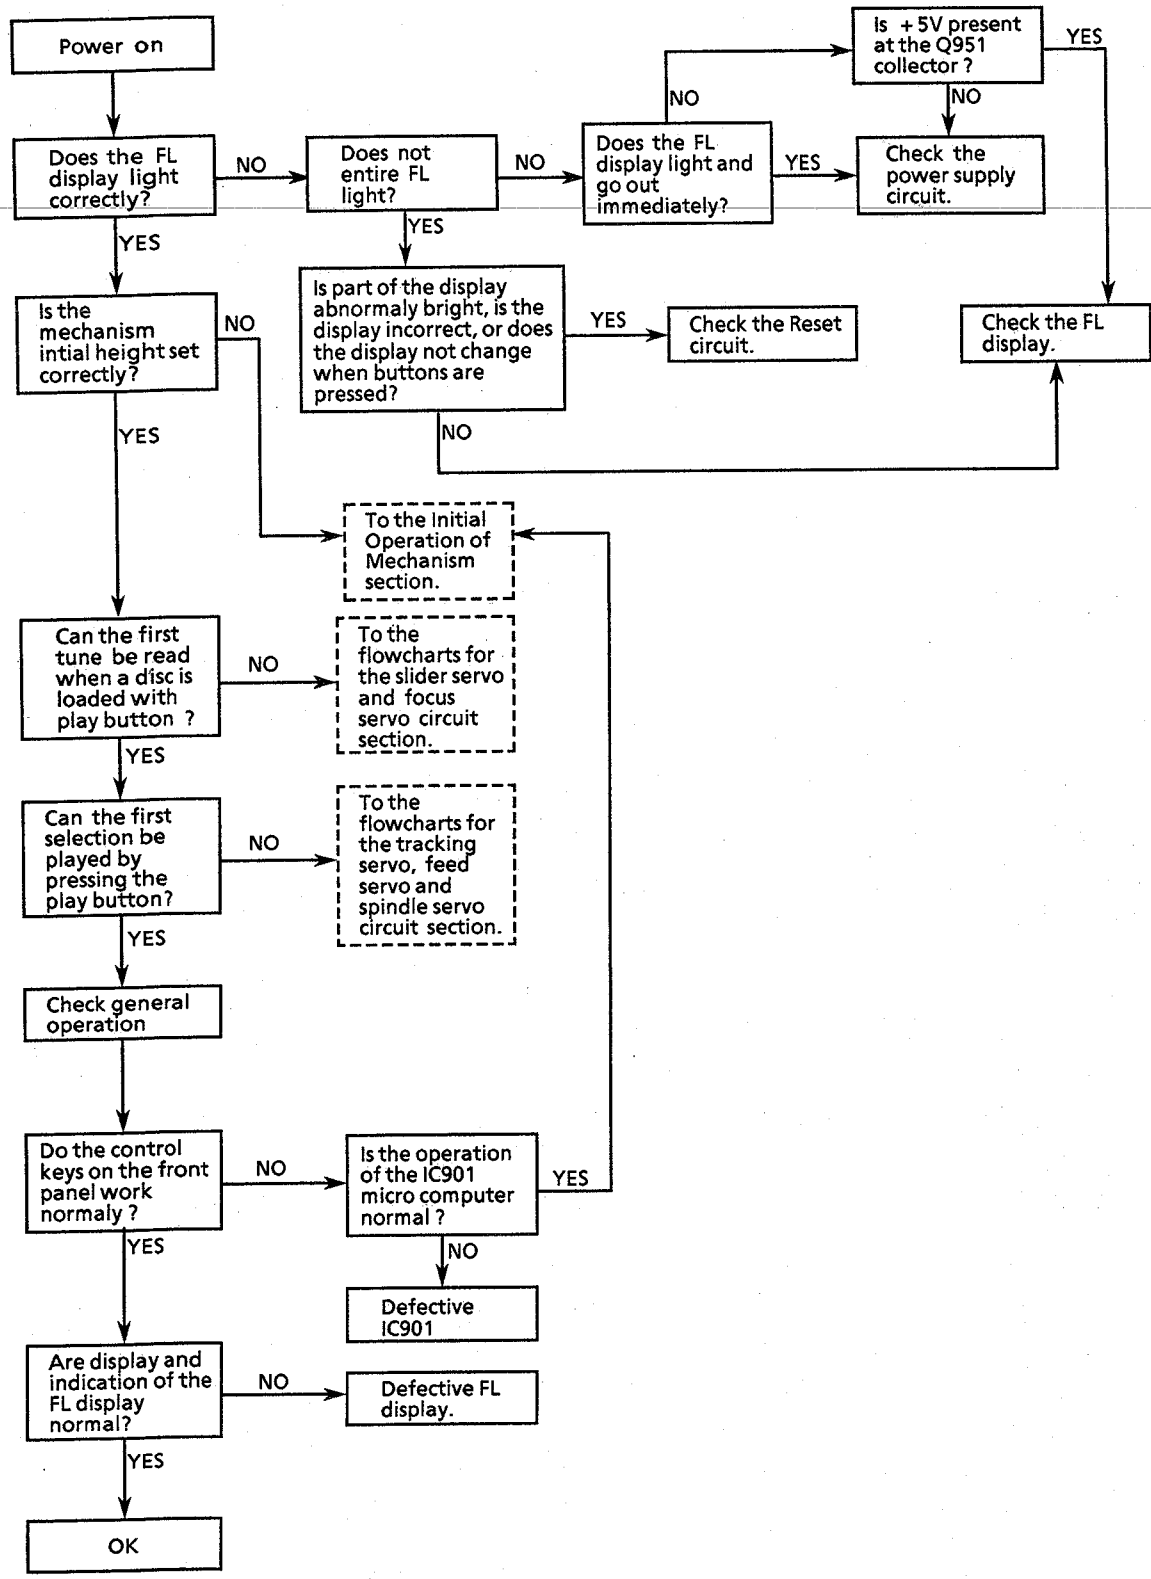 Power on
Does the FL
display light
correctly?
NO
Does not
entire FL
light?
NO
Does the FL
display light and
go out
immediately?
NO
YES
Is +5V present
at the Q951
collector ?
YES
NO
Check the
power supply
circuit.
YES
YES
Is the
mechanism
intial height set
correctly?
NO
Is part of the display
abnormaly bright, is the
display incorrect, or does
the display not change
when buttons are
pressed?
YES
Check the Reset
circuit.
Check the FL
display.
YES
NO
To the Initial
Operation of
Mechanism
section.
Can the first
tune be read
when a disc is
loaded with
play button ?
NO
To the
flowcharts for
the slider servo
and focus
servo circuit
section.
YES
Can the first
selection be
played by
pressing the
play button?
NO
To the
flowcharts for
the tracking
servo, feed
servo and
spindle servo
circuit section.
YES
Check general
operation
Do the control
keys on the front
panel work
normaly ?
NO
Is the operation
of the IC901
micro computer
normal ?
YES
YES
NO
Defective
IC901
Are display and
indication of the
FL display
normal?
NO
Defective FL
display.
YES
OK